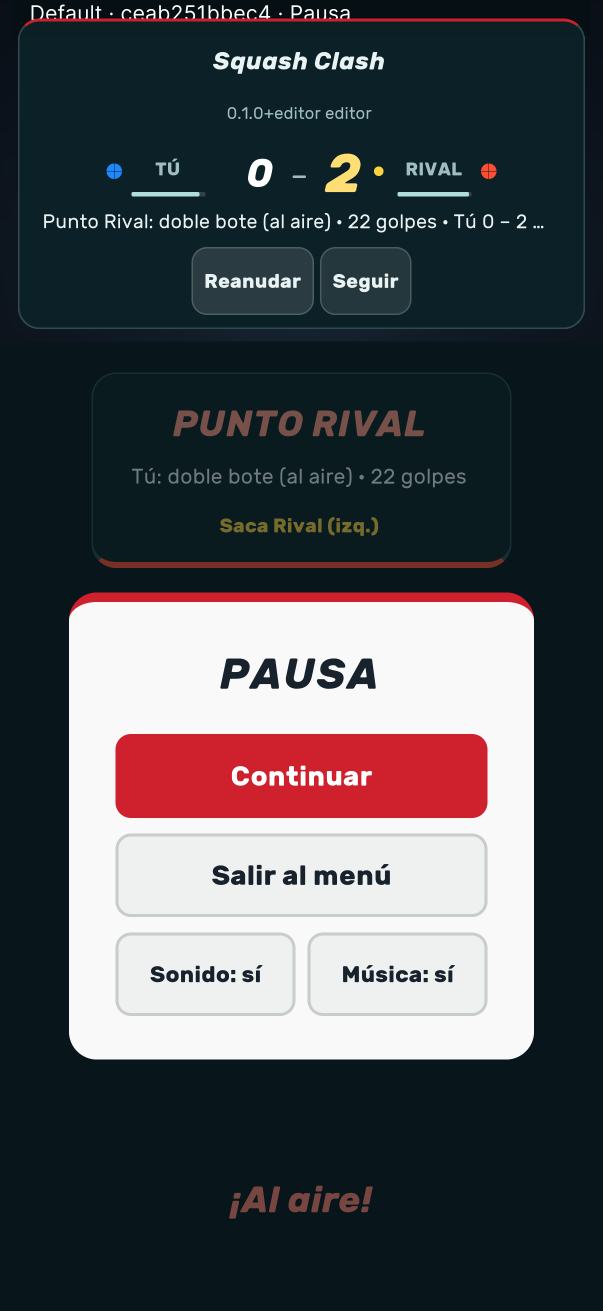 Default · ceab251bbec4 · Pausa
Squash Clash
0.1.0+editor editor
TÚ 0 – 2 RIVAL
Punto Rival: doble bote (al aire) • 22 golpes • Tú 0 – 2 ...
Reanudar Seguir
PUNTO RIVAL
Tú: doble bote (al aire) • 22 golpes
Saca Rival (izq.)
PAUSA
Continuar
Salir al menú
Sonido: sí Música: sí
¡Al aire!